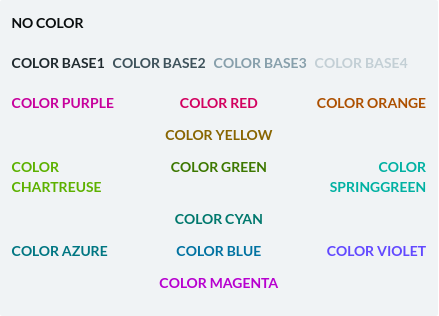 NO COLOR
COLOR BASE1 COLOR BASE2 COLOR BASE3 COLOR BASE4
COLOR PURPLE COLOR RED COLOR ORANGE
COLOR YELLOW
COLOR CHARTREUSE COLOR GREEN COLOR SPRINGGREEN
COLOR CYAN
COLOR AZURE COLOR BLUE COLOR VIOLET
COLOR MAGENTA